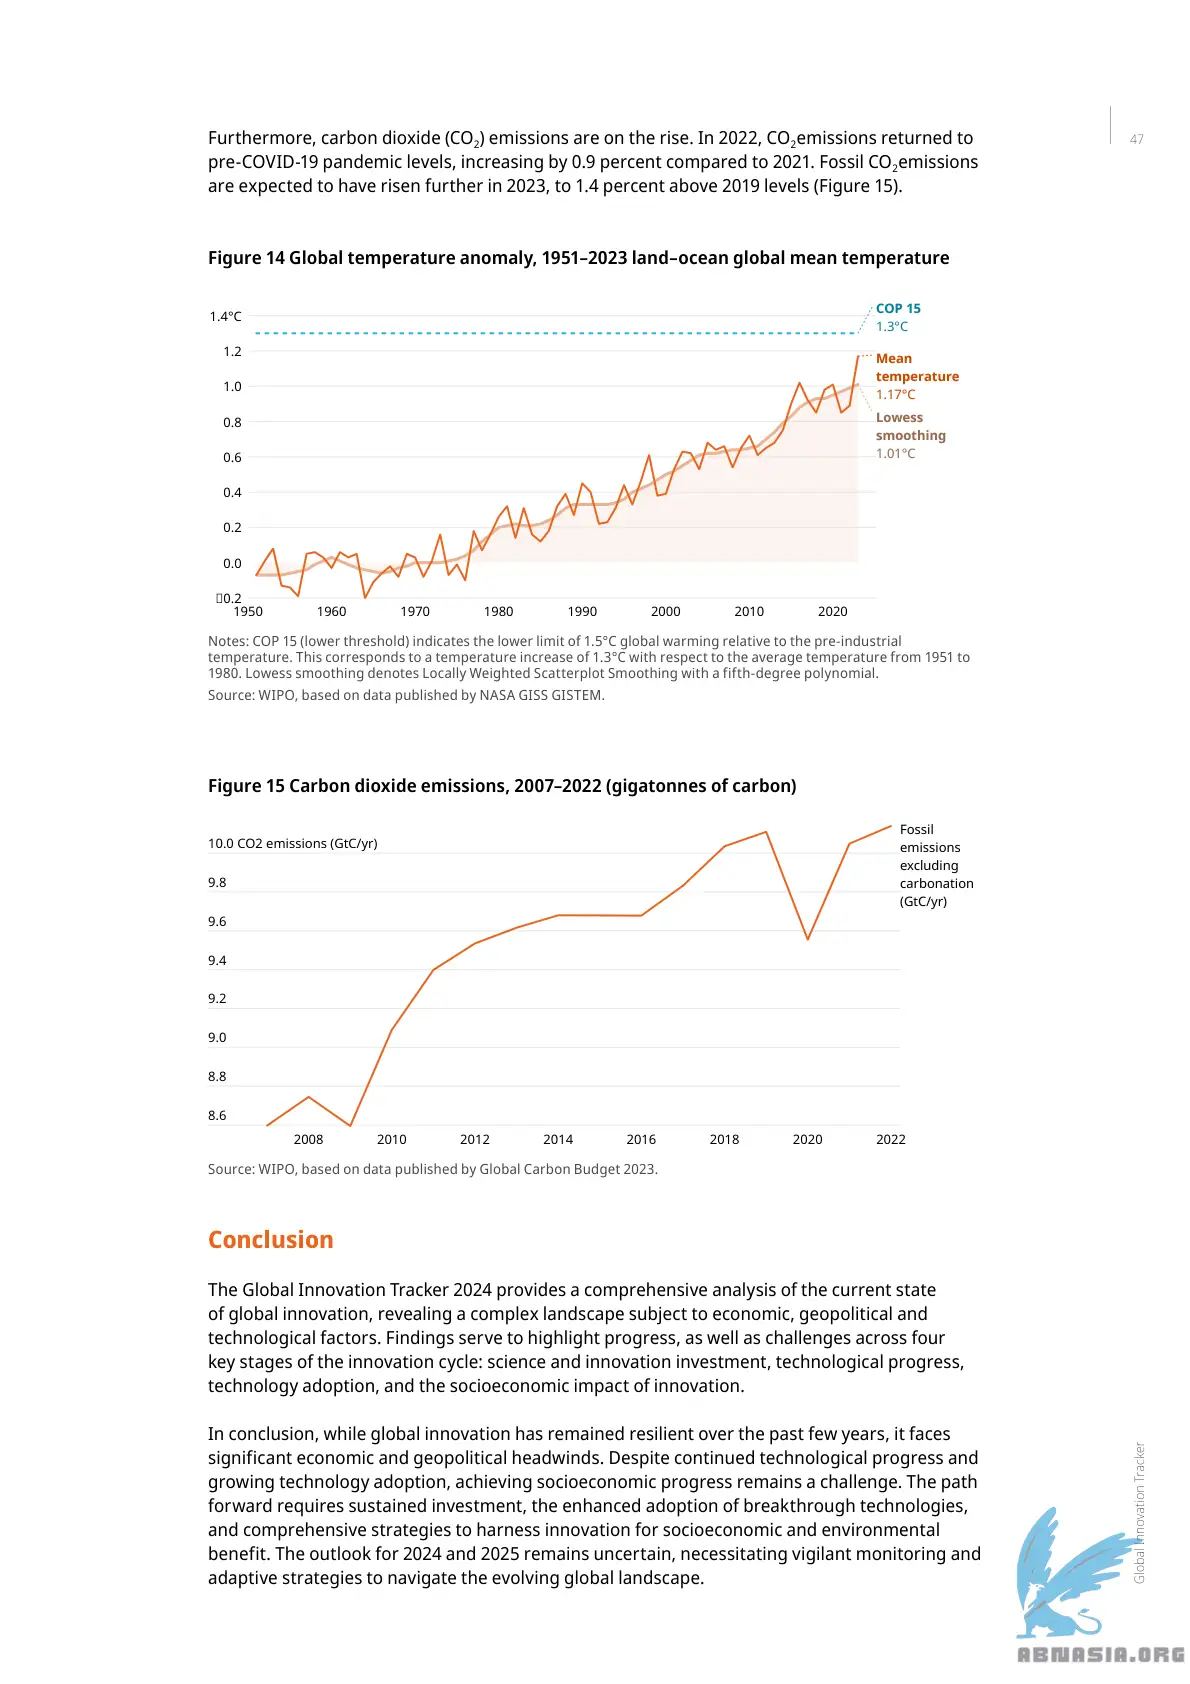 47
Furthermore, carbon dioxide (CO2) emissions are on the rise. In 2022, CO2emissions returned to
pre-COVID-19 pandemic levels, increasing by 0.9 percent compared to 2021. Fossil CO2emissions
are expected to have risen further in 2023, to 1.4 percent above 2019 levels (Figure 15).
Figure 14 Global temperature anomaly, 1951–2023 land–ocean global mean temperature
1.4°C
1.2
1.0
0.8
0.6
0.4
0.2
0.0
▯0.2
1950 1960 1970 1980 1990 2000 2010 2020
COP 15
1.3°C
Mean
temperature
1.17°C
Lowess
smoothing
1.01°C
Notes: COP 15 (lower threshold) indicates the lower limit of 1.5°C global warming relative to the pre-industrial
temperature. This corresponds to a temperature increase of 1.3°C with respect to the average temperature from 1951 to
1980. Lowess smoothing denotes Locally Weighted Scatterplot Smoothing with a fifth-degree polynomial.
Source: WIPO, based on data published by NASA GISS GISTEM.
Figure 15 Carbon dioxide emissions, 2007–2022 (gigatonnes of carbon)
10.0 CO2 emissions (GtC/yr)
9.8
9.6
9.4
9.2
9.0
8.8
8.6
2008 2010 2012 2014 2016 2018 2020 2022
Fossil
emissions
excluding
carbonation
(GtC/yr)
Source: WIPO, based on data published by Global Carbon Budget 2023.
Conclusion
The Global Innovation Tracker 2024 provides a comprehensive analysis of the current state
of global innovation, revealing a complex landscape subject to economic, geopolitical and
technological factors. Findings serve to highlight progress, as well as challenges across four
key stages of the innovation cycle: science and innovation investment, technological progress,
technology adoption, and the socioeconomic impact of innovation.
In conclusion, while global innovation has remained resilient over the past few years, it faces
significant economic and geopolitical headwinds. Despite continued technological progress and
growing technology adoption, achieving socioeconomic progress remains a challenge. The path
forward requires sustained investment, the enhanced adoption of breakthrough technologies,
and comprehensive strategies to harness innovation for socioeconomic and environmental
benefit. The outlook for 2024 and 2025 remains uncertain, necessitating vigilant monitoring and
adaptive strategies to navigate the evolving global landscape.
Global Innovation Tracker
ABNASIA.ORG